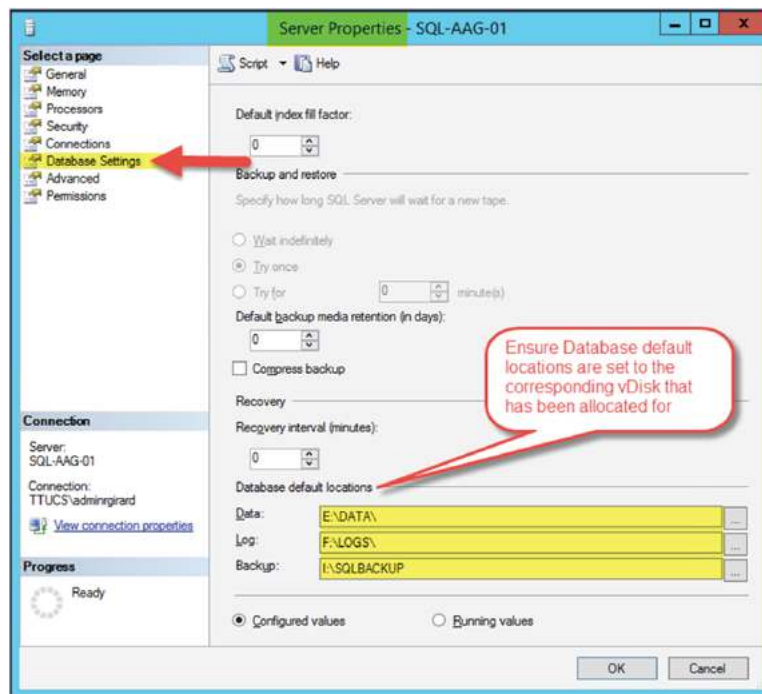 Server Properties - SQL-AAG-01
Select a page
General
Memory
Processors
Security
Connections
Database Settings
Advanced
Permissions
Script
Help
Default index fill factor:
0
Backup and restore
Specify how long SQL Server will wait for a new tape.
Wait indefinitely
Try once
Try for 0 minute(s)
Default backup media retention (in days):
0
Compress backup
Ensure Database default
locations are set to the
corresponding vDisk that
has been allocated for
Recovery
Recovery interval (minutes):
0
Database default locations
Data: E:\DATA\ ...
Log: F:\LOGS\ ...
Backup: I:\SQLBACKUP ...
Configured values Running values
Connection
Server:
SQL-AAG-01
Connection:
TTUCS\adminrgirard
View connection properties
Progress
Ready
OK Cancel